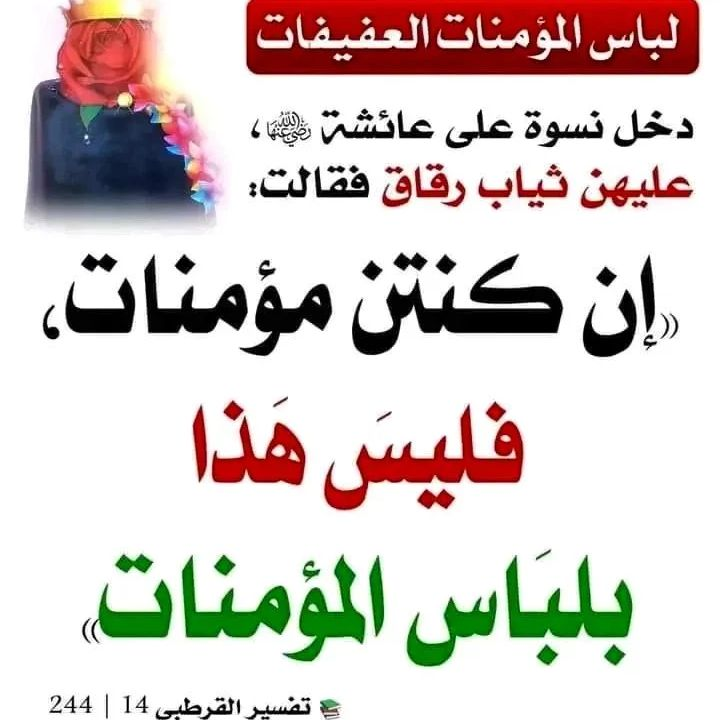 لباس المؤمنات العفيفات
دخل نسوة على عائشة رضي الله عنها،
عليهن ثياب رقاق فقالت:
«إن كنتن مؤمنات،
فليسَ هَذا
بلبَاس المؤمنات»
تفسير القرطبي 14 | 244